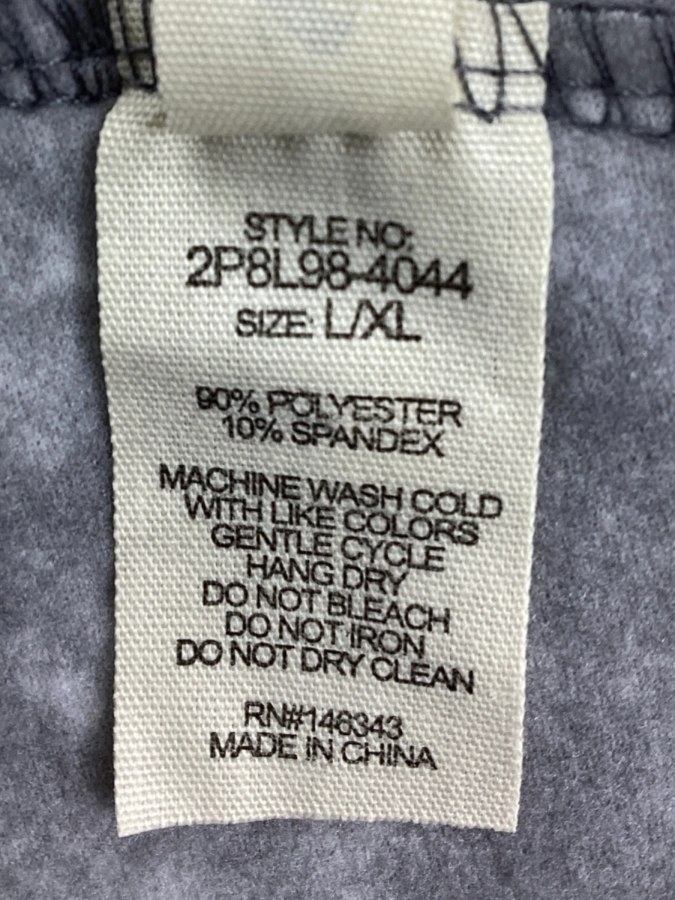 STYLE NO:
2P8L98-4044
SIZE: L/XL
90% POLYESTER
10% SPANDEX
MACHINE WASH COLD
WITH LIKE COLORS
GENTLE CYCLE
HANG DRY
DO NOT BLEACH
DO NOT IRON
DO NOT DRY CLEAN
RN#146343
MADE IN CHINA